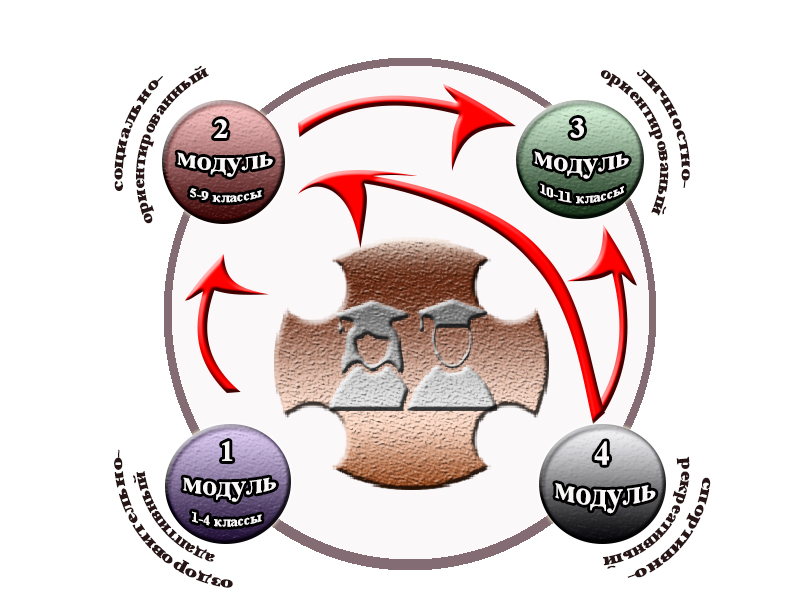 социально-
ориентированный
2
модуль
5-9 классы
личностно-
ориентированый
3
модуль
10-11 классы
1
модуль
1-4 классы
оздоровительно-
адаптивный
4
модуль
спортивно-
рекреативный